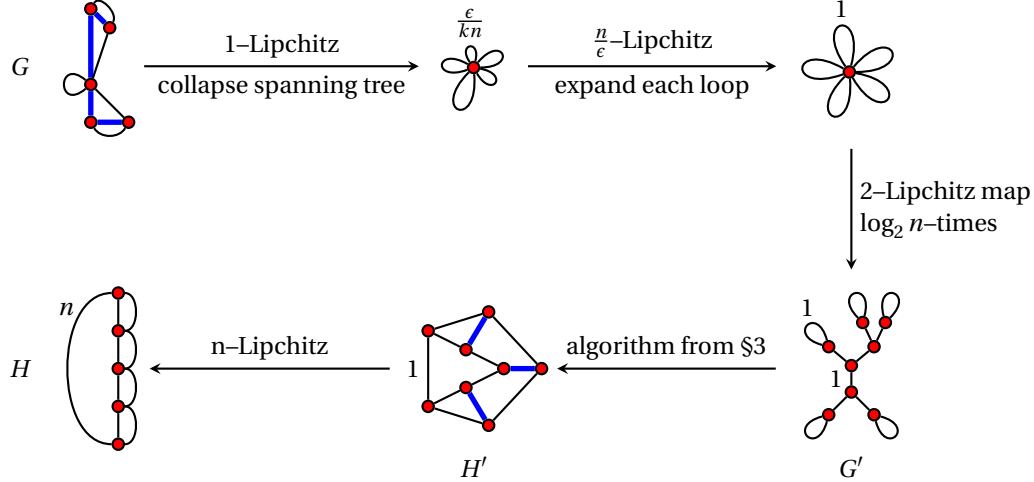 G
1–Lipchitz
collapse spanning tree
ϵ/kn
n/ϵ–Lipchitz
expand each loop
1
2–Lipchitz map
log₂ n–times
H
n
n–Lipchitz
1
H′
algorithm from §3
1
1
G′